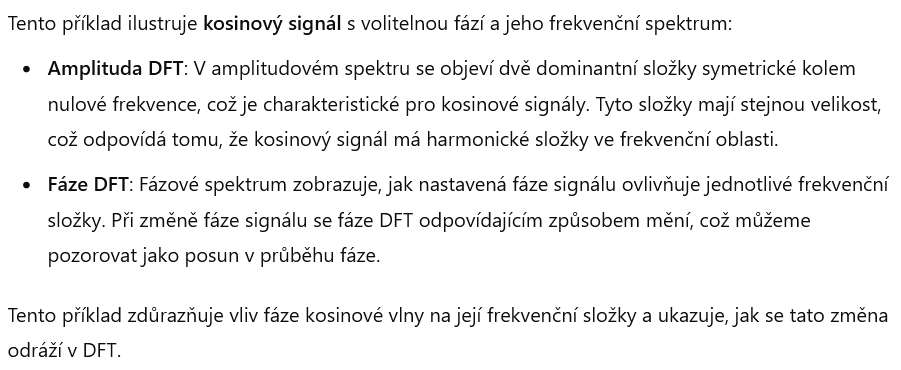 Tento příklad ilustruje kosinový signál s volitelnou fází a jeho frekvenční spektrum:
• Amplituda DFT: V amplitudovém spektru se objeví dvě dominantní složky symetrické kolem
nulové frekvence, což je charakteristické pro kosinové signály. Tyto složky mají stejnou velikost,
což odpovídá tomu, že kosinový signál má harmonické složky ve frekvenční oblasti.
• Fáze DFT: Fázové spektrum zobrazuje, jak nastavená fáze signálu ovlivňuje jednotlivé frekvenční
složky. Při změně fáze signálu se fáze DFT odpovídajícím způsobem mění, což můžeme
pozorovat jako posun v průběhu fáze.
Tento příklad zdůrazňuje vliv fáze kosinové vlny na její frekvenční složky a ukazuje, jak se tato změna
odráží v DFT.